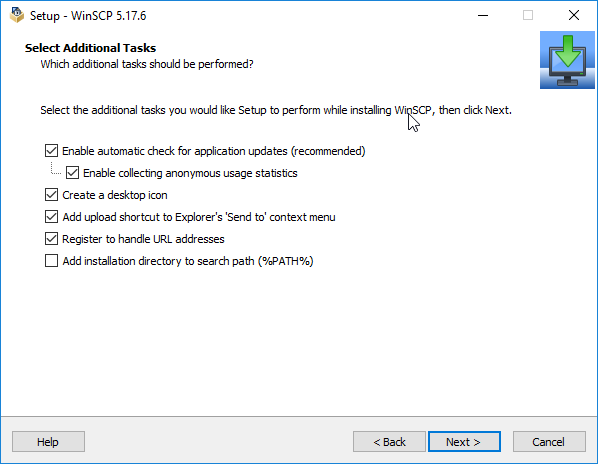 Setup - WinSCP 5.17.6
Select Additional Tasks
Which additional tasks should be performed?
Select the additional tasks you would like Setup to perform while installing WinSCP, then click Next.
Enable automatic check for application updates (recommended)
Enable collecting anonymous usage statistics
Create a desktop icon
Add upload shortcut to Explorer's 'Send to' context menu
Register to handle URL addresses
Add installation directory to search path (%PATH%)
Help
< Back
Next >
Cancel